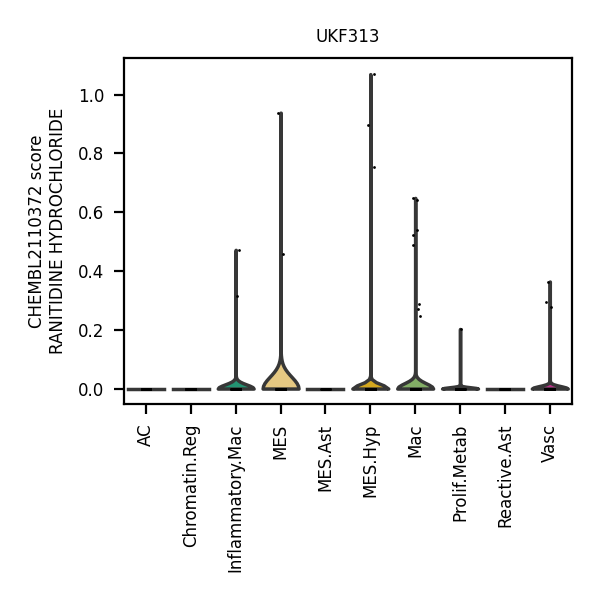 UKF313
CHEMBL2110372 score
RANITIDINE HYDROCHLORIDE
1.0
0.8
0.6
0.4
0.2
0.0
AC
Chromatin.Reg
Inflammatory.Mac
MES
MES.Ast
MES.Hyp
Mac
Prolif.Metab
Reactive.Ast
Vasc